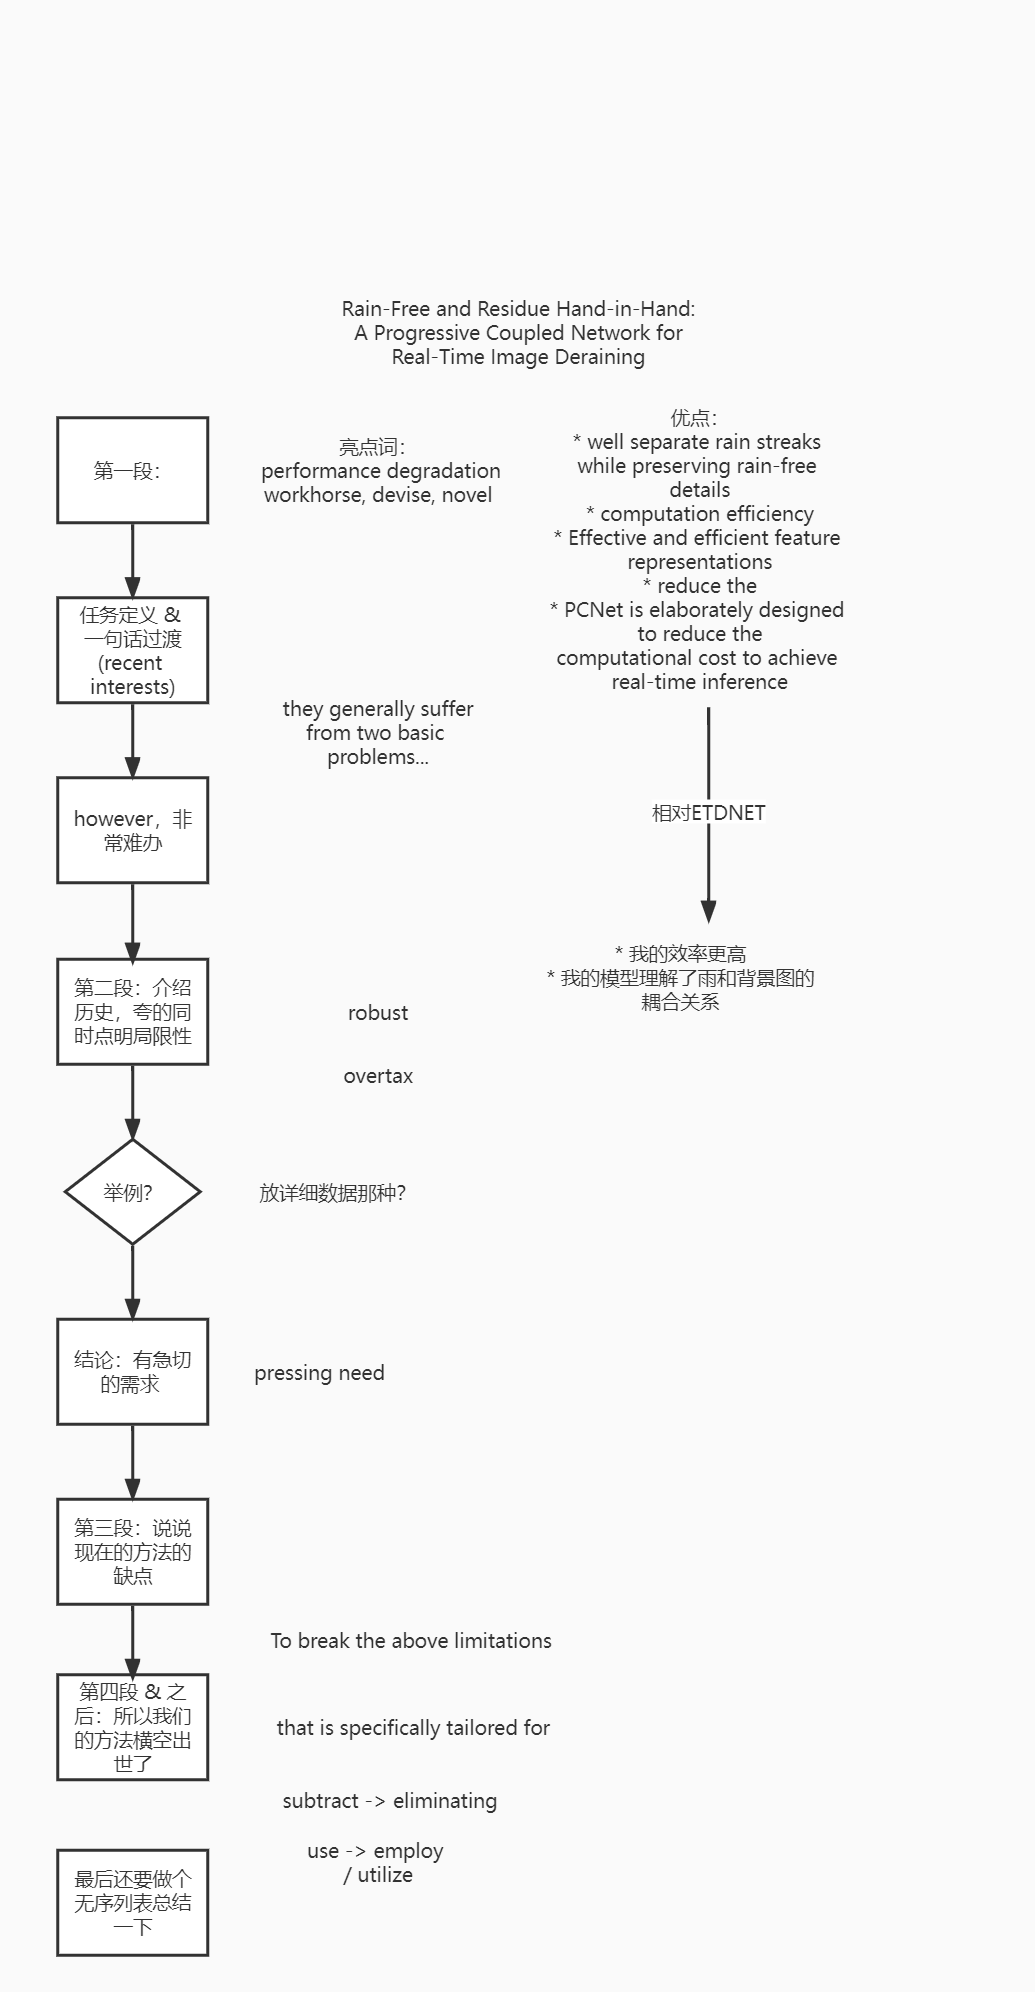 Rain-Free and Residue Hand-in-Hand:
A Progressive Coupled Network for
Real-Time Image Deraining
第一段：
亮点词：
performance degradation
workhorse, devise, novel
优点：
* well separate rain streaks
while preserving rain-free
details
* computation efficiency
* Effective and efficient feature
representations
* reduce the
* PCNet is elaborately designed
to reduce the
computational cost to achieve
real-time inference
任务定义 &
一句话过渡
(recent
interests)
they generally suffer
from two basic
problems...
however，非
常难办
相对ETDNET
* 我的效率更高
* 我的模型理解了雨和背景图的
耦合关系
第二段：介绍
历史，夸的同
时点明局限性
robust
overtax
举例？
放详细数据那种？
结论：有急切
的需求
pressing need
第三段：说说
现在的方法的
缺点
To break the above limitations
第四段 & 之
后：所以我们
的方法横空出
世了
that is specifically tailored for
subtract -> eliminating
use -> employ
/ utilize
最后还要做个
无序列表总结
一下